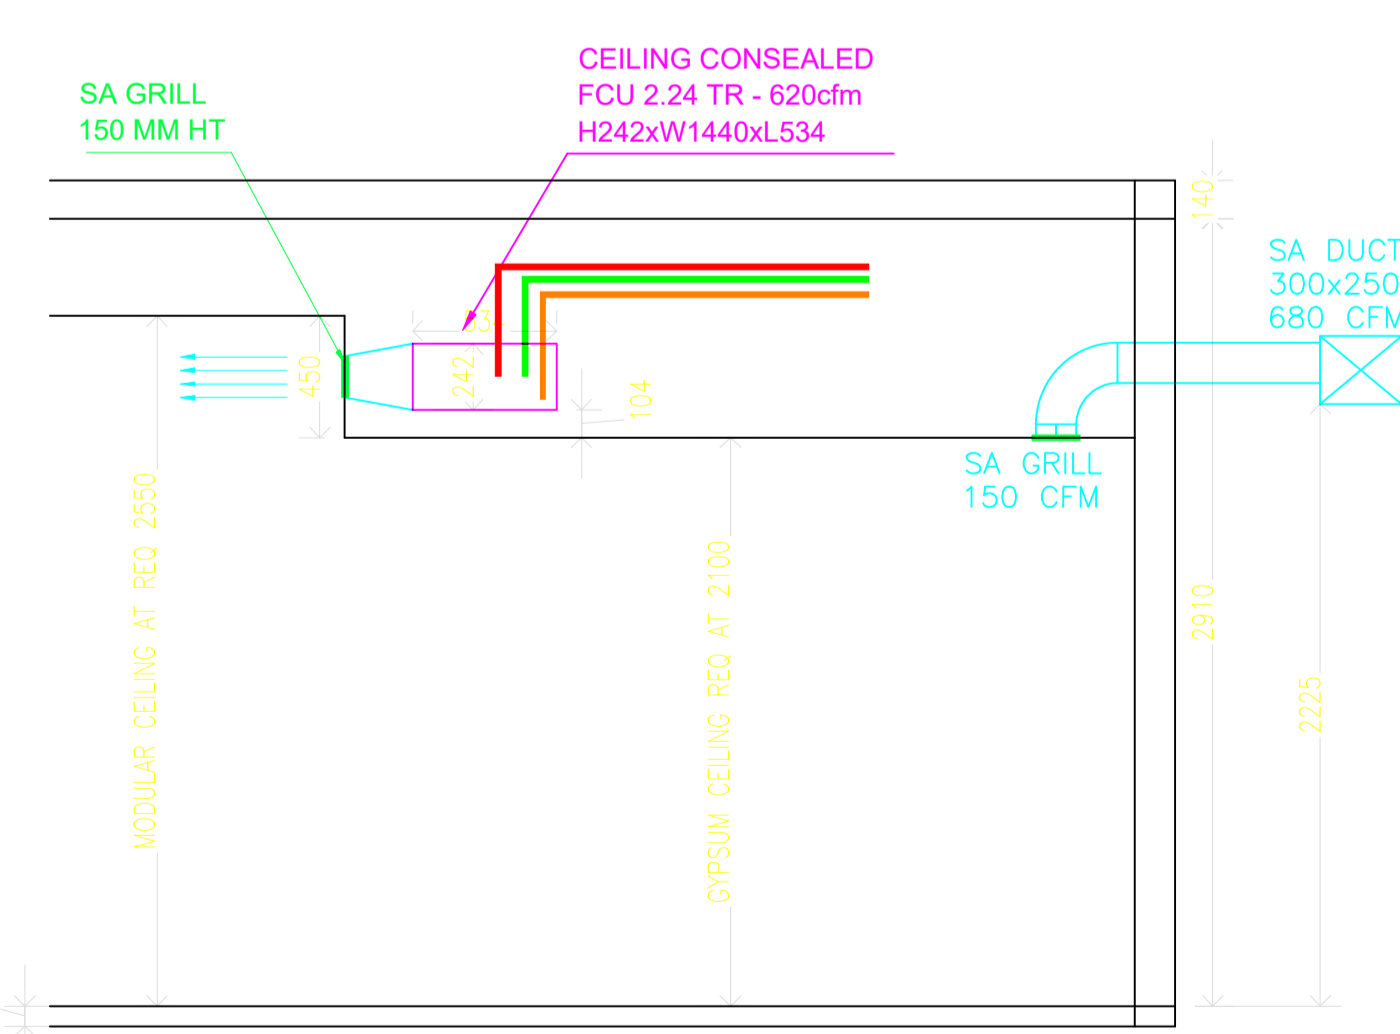 CEILING CONSEALED
FCU 2.24 TR - 620cfm
H242xW1440xL534
SA GRILL
150 MM HT
140
SA DUCT
300x250
680 CFM
450
242
104
SA GRILL
150 CFM
MODULAR CEILING AT REQ 2550
GYPSUM CEILING REQ AT 2100
2910
2225